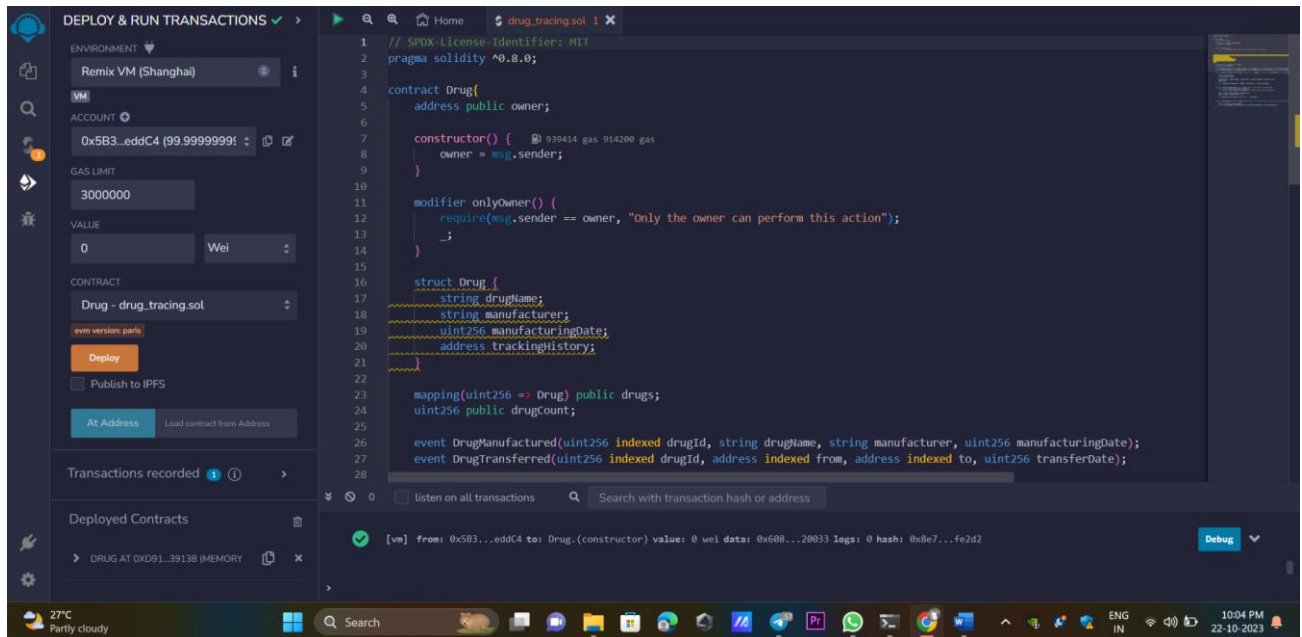 DEPLOY & RUN TRANSACTIONS
ENVIRONMENT
Remix VM (Shanghai)
VM
ACCOUNT
0x5B3...eddC4 (99.99999999
GAS LIMIT
3000000
VALUE
0 Wei
CONTRACT
Drug - drug_tracing.sol
evm version: paris
Deploy
Publish to IPFS
At Address Load contract from Address
Transactions recorded 1 i
Deployed Contracts
DRUG AT 0XD91...39138 (MEMORY
Home drug_tracing.sol 1
1 // SPDX-License-Identifier: MIT
2 pragma solidity ^0.8.0;
3
4 contract Drug{
5 address public owner;
6
7 constructor() { 939414 gas 914200 gas
8 owner = msg.sender;
9 }
10
11 modifier onlyOwner() {
12 require(msg.sender == owner, "Only the owner can perform this action");
13 _;
14 }
15
16 struct Drug {
17 string drugName;
18 string manufacturer;
19 uint256 manufacturingDate;
20 address trackingHistory;
21 }
22
23 mapping(uint256 => Drug) public drugs;
24 uint256 public drugCount;
25
26 event DrugManufactured(uint256 indexed drugId, string drugName, string manufacturer, uint256 manufacturingDate);
27 event DrugTransferred(uint256 indexed drugId, address indexed from, address indexed to, uint256 transferDate);
28
0 listen on all transactions Search with transaction hash or address
[vm] from: 0x5B3...eddC4 to: Drug.(constructor) value: 0 wei data: 0x608...20033 logs: 0 hash: 0x8e7...fe2d2 Debug
>
27°C
Partly cloudy
Search
ENG
IN
10:04 PM
22-10-2023